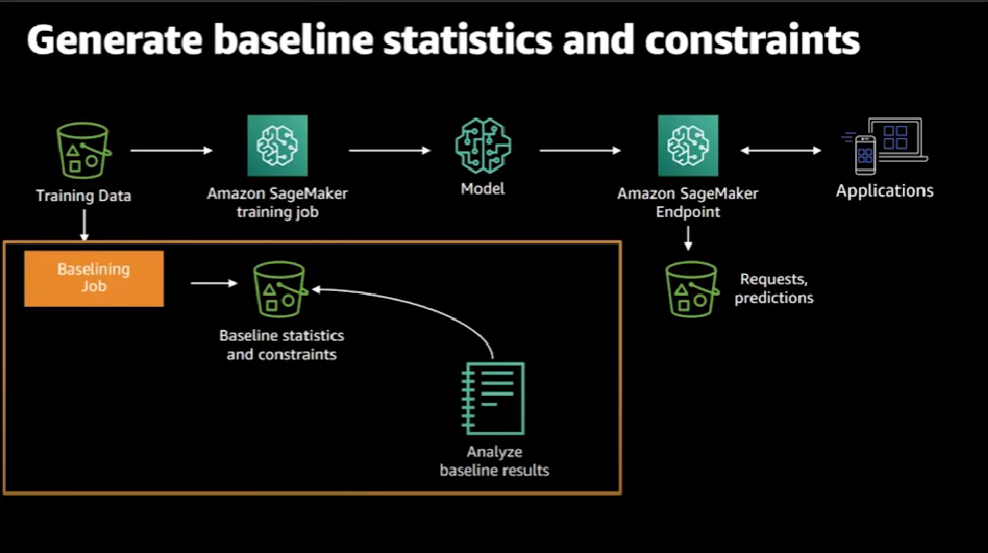 Generate baseline statistics and constraints
Training Data
Amazon SageMaker
training job
Model
Amazon SageMaker
Endpoint
Applications
Baselining
Job
Baseline statistics
and constraints
Requests,
predictions
Analyze
baseline results